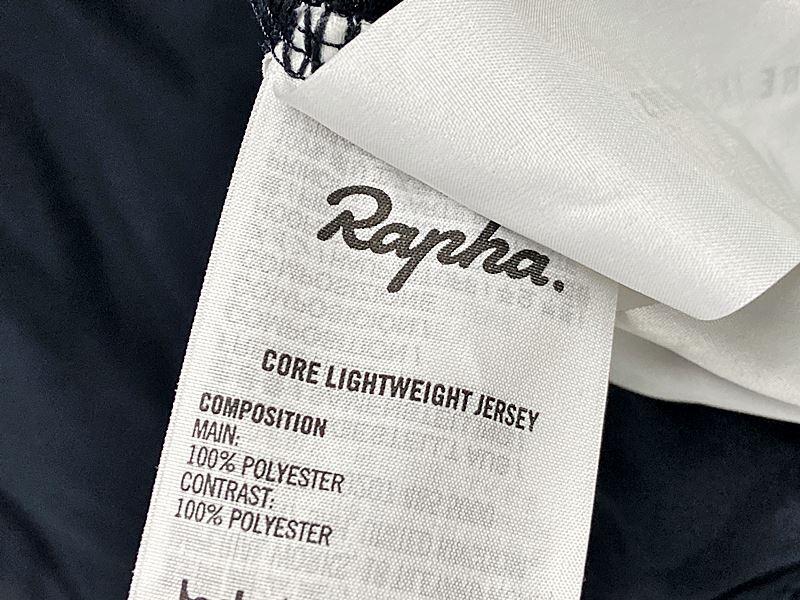 Rapha.
CORE LIGHTWEIGHT JERSEY
COMPOSITION
MAIN:
100% POLYESTER
CONTRAST:
100% POLYESTER